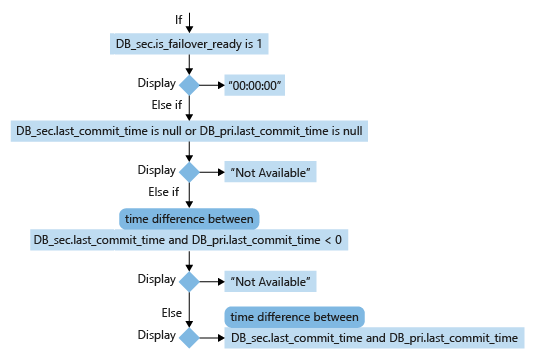 If
DB_sec.is_failover_ready is 1
Display
"00:00:00"
Else if
DB_sec.last_commit_time is null or DB_pri.last_commit_time is null
Display
"Not Available"
Else if
time difference between
DB_sec.last_commit_time and DB_pri.last_commit_time < 0
Display
"Not Available"
Else
time difference between
Display
DB_sec.last_commit_time and DB_pri.last_commit_time